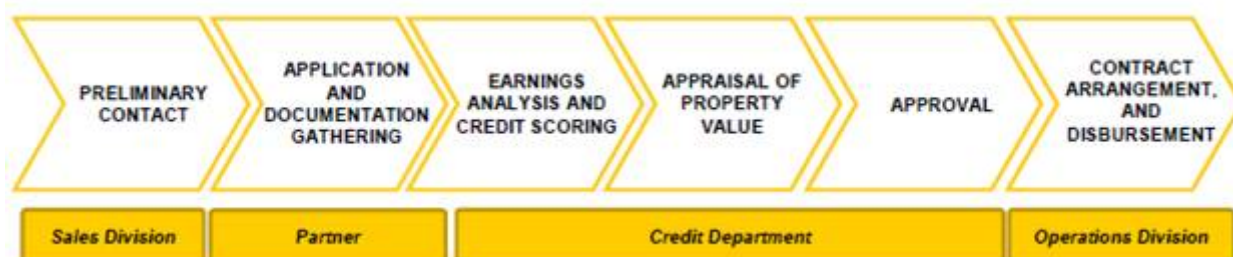 PRELIMINARY
CONTACT
APPLICATION
AND
DOCUMENTATION
GATHERING
EARNINGS
ANALYSIS AND
CREDIT SCORING
APPRAISAL OF
PROPERTY
VALUE
APPROVAL
CONTRACT
ARRANGEMENT,
AND
DISBURSEMENT
Sales Division
Partner
Credit Department
Operations Division